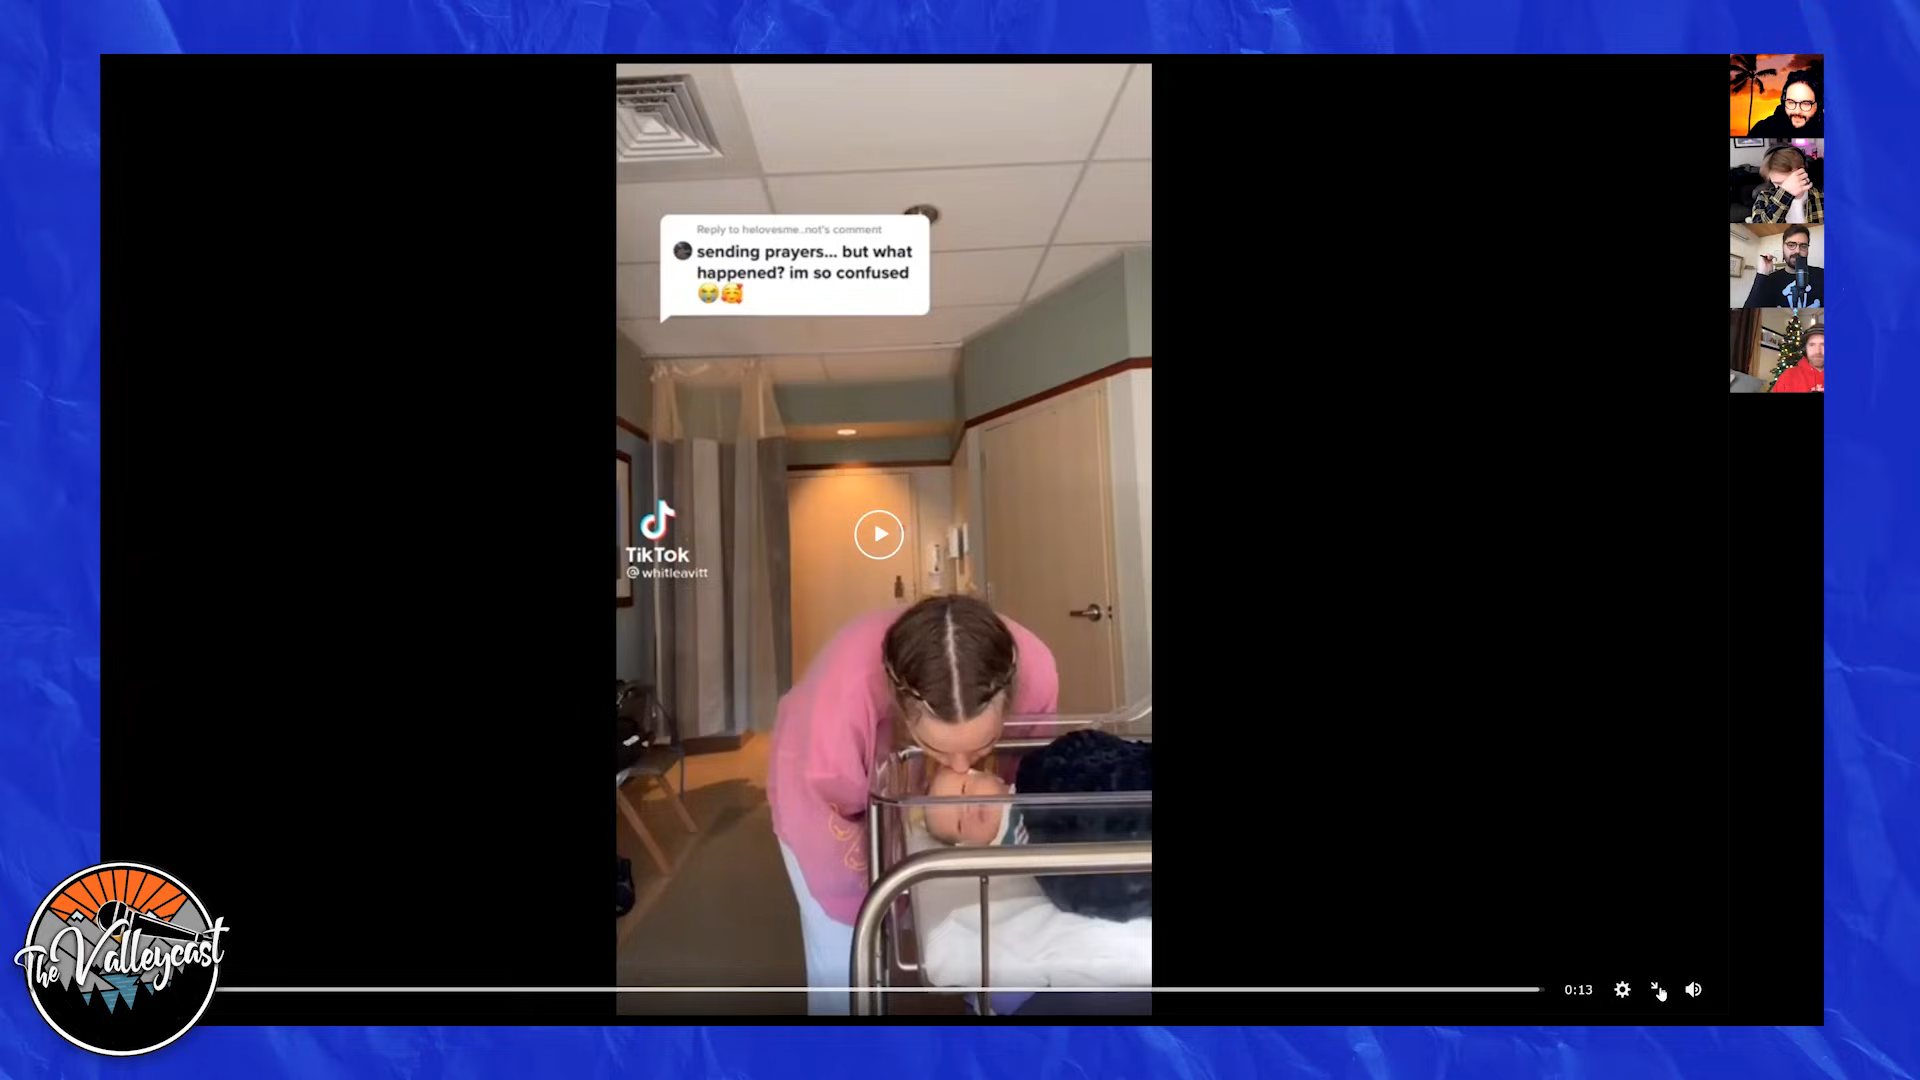 Reply to helovesme..not's comment
sending prayers... but what
happened? im so confused
😭🥰
TikTok
@whitleavitt
The Valleycast
0:13